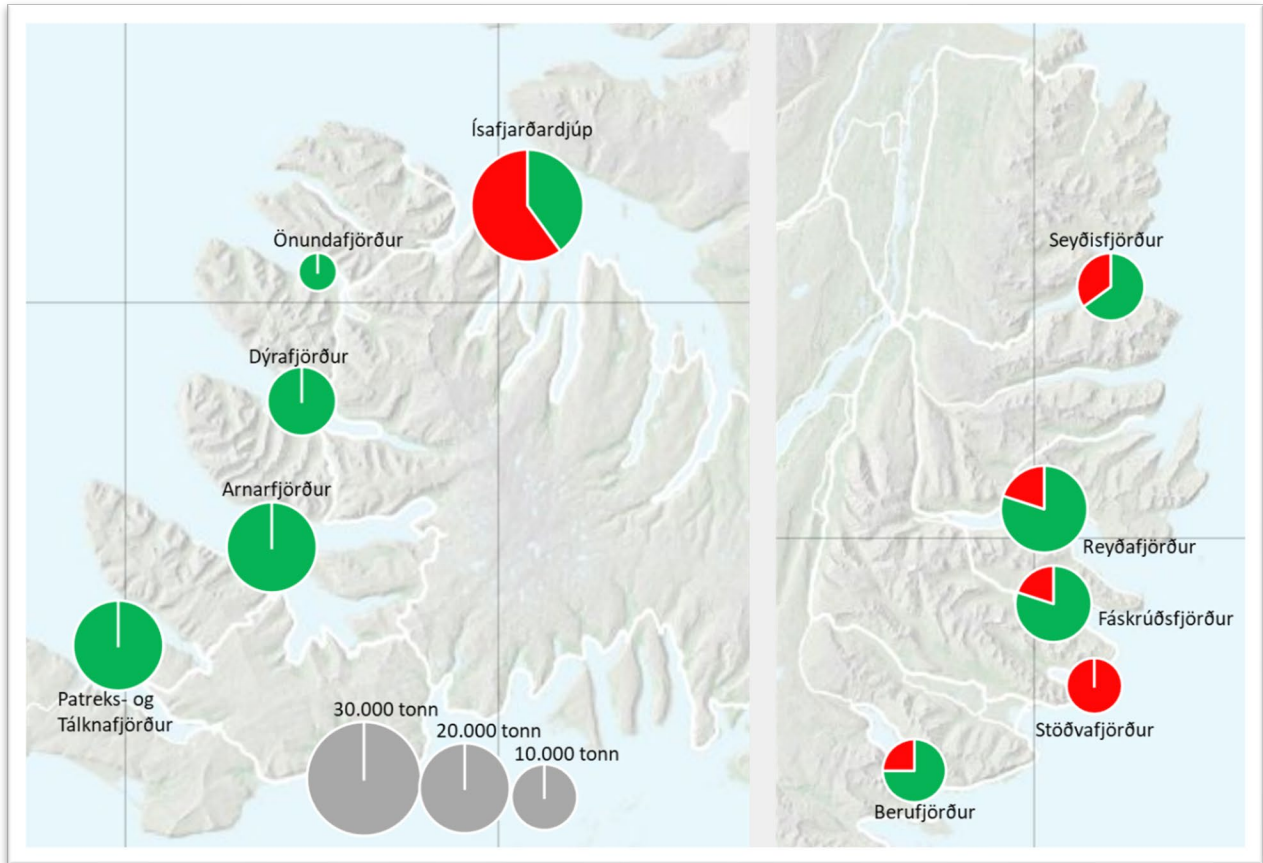 Ísafjarðardjúp
Önundafjörður
Dýrafjörður
Arnarfjörður
Patreks- og
Tálknafjörður
30.000 tonn
20.000 tonn
10.000 tonn
Seyðisfjörður
Reyðafjörður
Fáskrúðsfjörður
Stöðvafjörður
Berufjörður